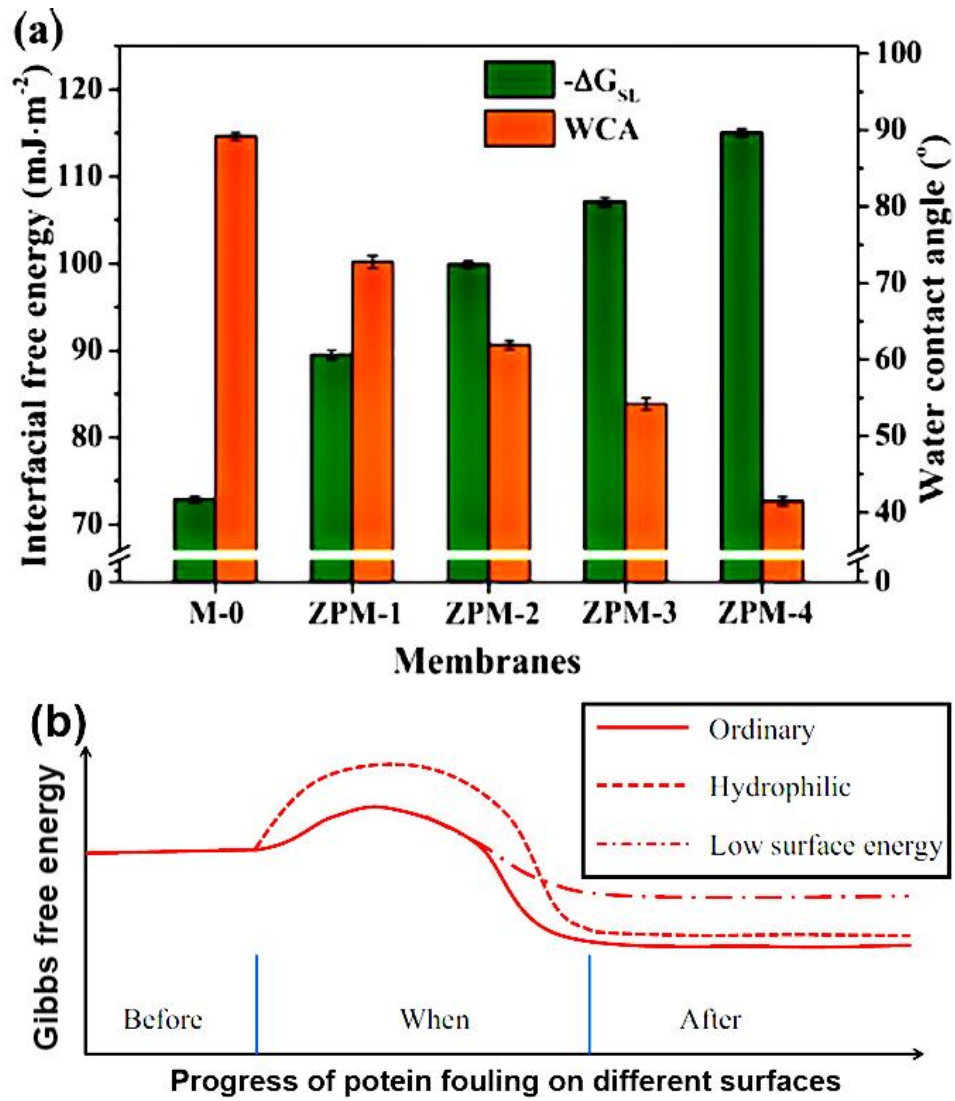 (a)
Interfacial free energy (mJ·m⁻²)
120
110
100
90
80
70
0
-ΔG_SL
WCA
100
90
80
70
60
50
40
0
Water contact angle (°)
M-0 ZPM-1 ZPM-2 ZPM-3 ZPM-4
Membranes
(b)
Gibbs free energy
Ordinary
Hydrophilic
Low surface energy
Before When After
Progress of potein fouling on different surfaces